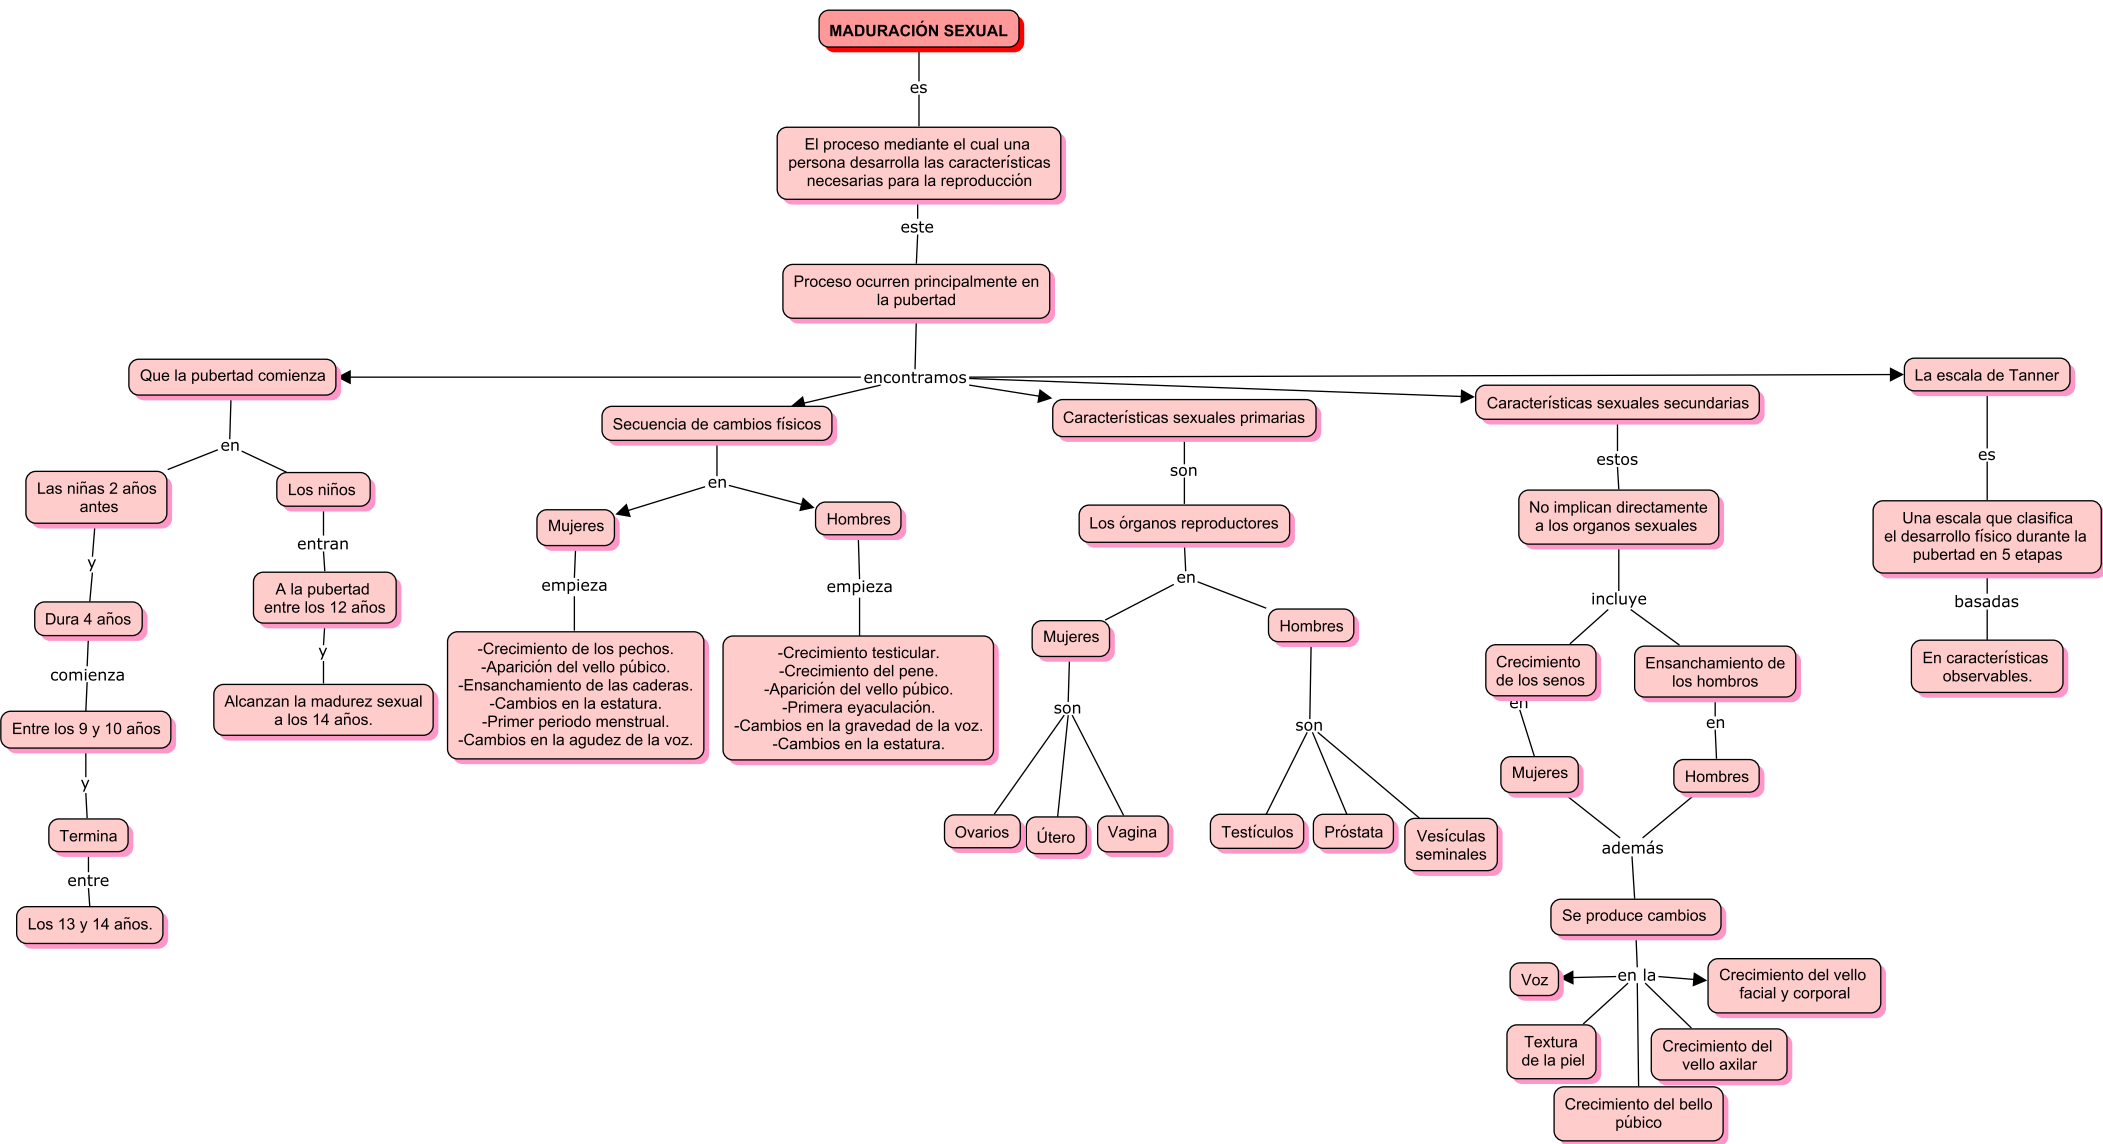 MADURACIÓN SEXUAL
es
El proceso mediante el cual una
persona desarrolla las características
necesarias para la reproducción
este
Proceso ocurren principalmente en
la pubertad
encontramos
Que la pubertad comienza
en
Las niñas 2 años
antes
y
Dura 4 años
comienza
Entre los 9 y 10 años
y
Termina
entre
Los 13 y 14 años.
Los niños
entran
A la pubertad
entre los 12 años
y
Alcanzan la madurez sexual
a los 14 años.
Secuencia de cambios físicos
en
Mujeres
empieza
-Crecimiento de los pechos.
-Aparición del vello púbico.
-Ensanchamiento de las caderas.
-Cambios en la estatura.
-Primer periodo menstrual.
-Cambios en la agudez de la voz.
Hombres
empieza
-Crecimiento testicular.
-Crecimiento del pene.
-Aparición del vello púbico.
-Primera eyaculación.
-Cambios en la gravedad de la voz.
-Cambios en la estatura.
Características sexuales primarias
son
Los órganos reproductores
en
Mujeres
son
Ovarios
Útero
Vagina
Hombres
son
Testículos
Próstata
Vesículas
seminales
Características sexuales secundarias
estos
No implican directamente
a los organos sexuales
incluye
Crecimiento
de los senos
en
Mujeres
Ensanchamiento de
los hombros
en
Hombres
además
Se produce cambios
en la
Voz
Crecimiento del vello
facial y corporal
Textura
de la piel
Crecimiento del
vello axilar
Crecimiento del bello
púbico
La escala de Tanner
es
Una escala que clasifica
el desarrollo físico durante la
pubertad en 5 etapas
basadas
En características
observables.